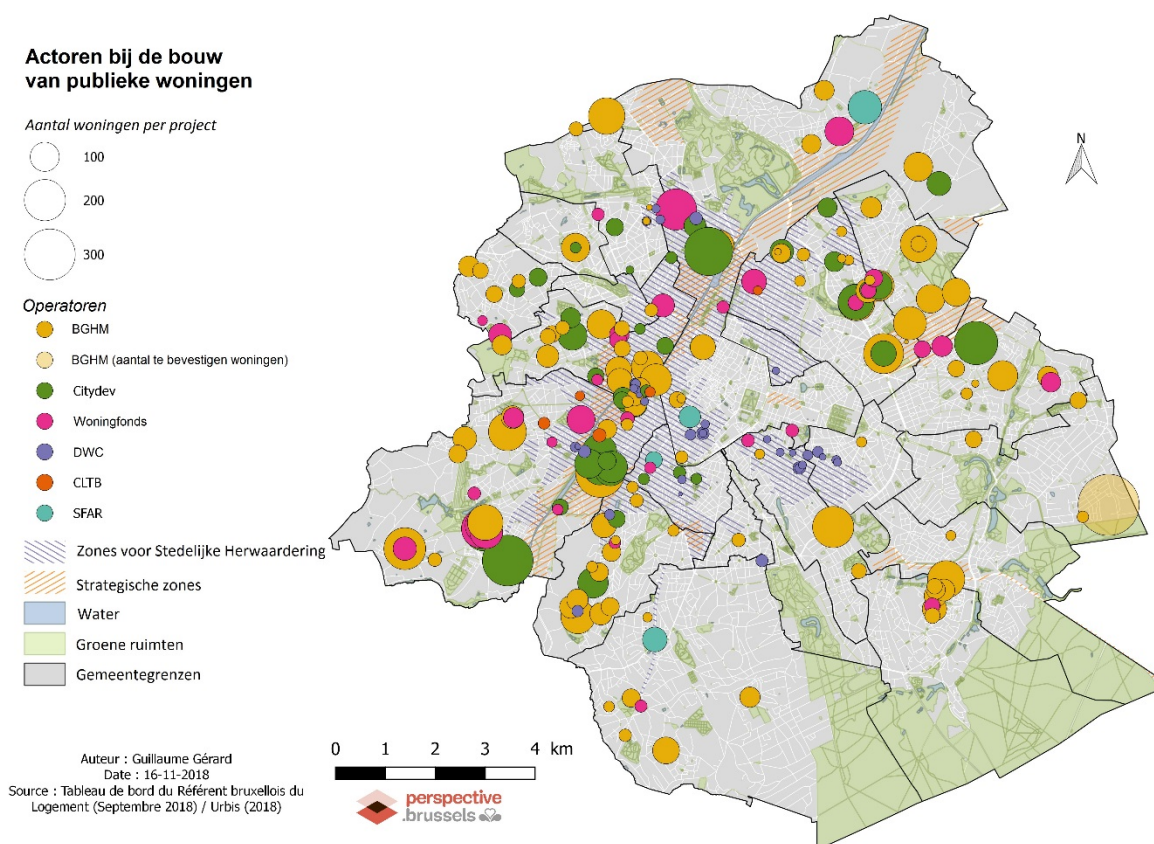 Actoren bij de bouw
van publieke woningen
Aantal woningen per project
100
200
300
Operatoren
BGHM
BGHM (aantal te bevestigen woningen)
Citydev
Woningfonds
DWC
CLTB
SFAR
Zones voor Stedelijke Herwaardering
Strategische zones
Water
Groene ruimten
Gemeentegrenzen
Auteur : Guillaume Gérard
Date : 16-11-2018
Source : Tableau de bord du Référent bruxellois du
Logement (Septembre 2018) / Urbis (2018)
0 1 2 3 4 km
perspective
.brussels
N